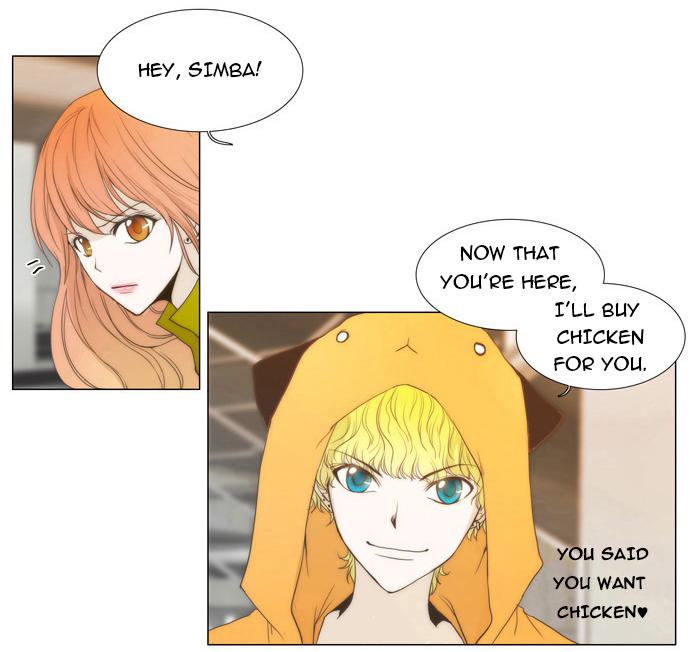 HEY, SIMBA!
NOW THAT
YOU'RE HERE,
I'LL BUY
CHICKEN
FOR YOU.
YOU SAID
YOU WANT
CHICKEN♥